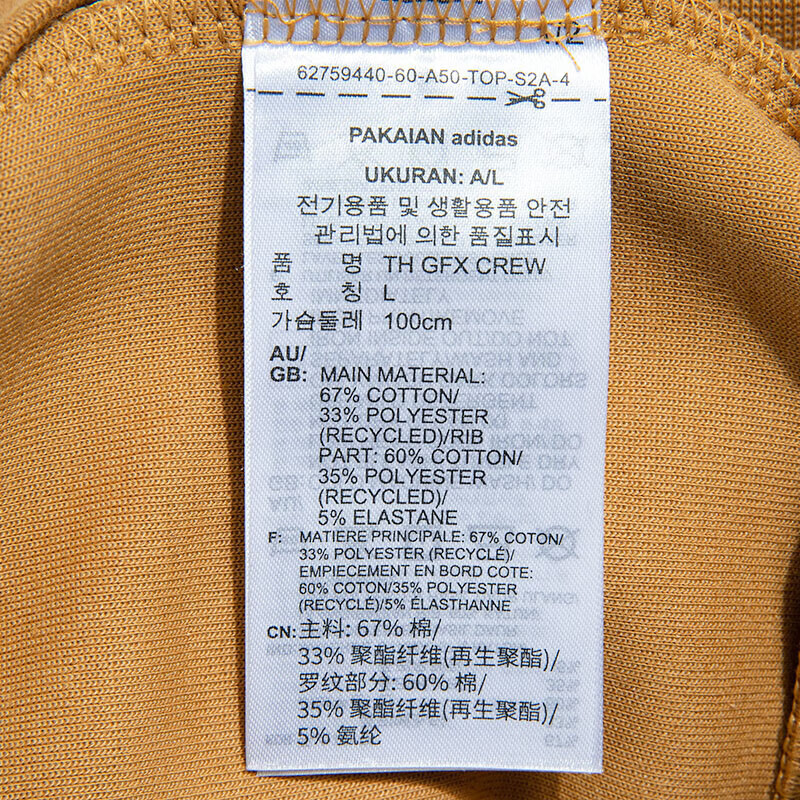 1/2
62759440-60-A50-TOP-S2A-4
PAKAIAN adidas
UKURAN: A/L
전기용품 및 생활용품 안전
관리법에 의한 품질표시
품 명 TH GFX CREW
호 칭 L
가슴둘레 100cm
AU/
GB: MAIN MATERIAL:
67% COTTON/
33% POLYESTER
(RECYCLED)/RIB
PART: 60% COTTON/
35% POLYESTER
(RECYCLED)/
5% ELASTANE
F: MATIERE PRINCIPALE: 67% COTON/
33% POLYESTER (RECYCLÉ)/
EMPIECEMENT EN BORD COTE:
60% COTON/35% POLYESTER
(RECYCLÉ)/5% ÉLASTHANNE
CN: 主料: 67% 棉/
33% 聚酯纤维(再生聚酯)/
罗纹部分: 60% 棉/
35% 聚酯纤维(再生聚酯)/
5% 氨纶